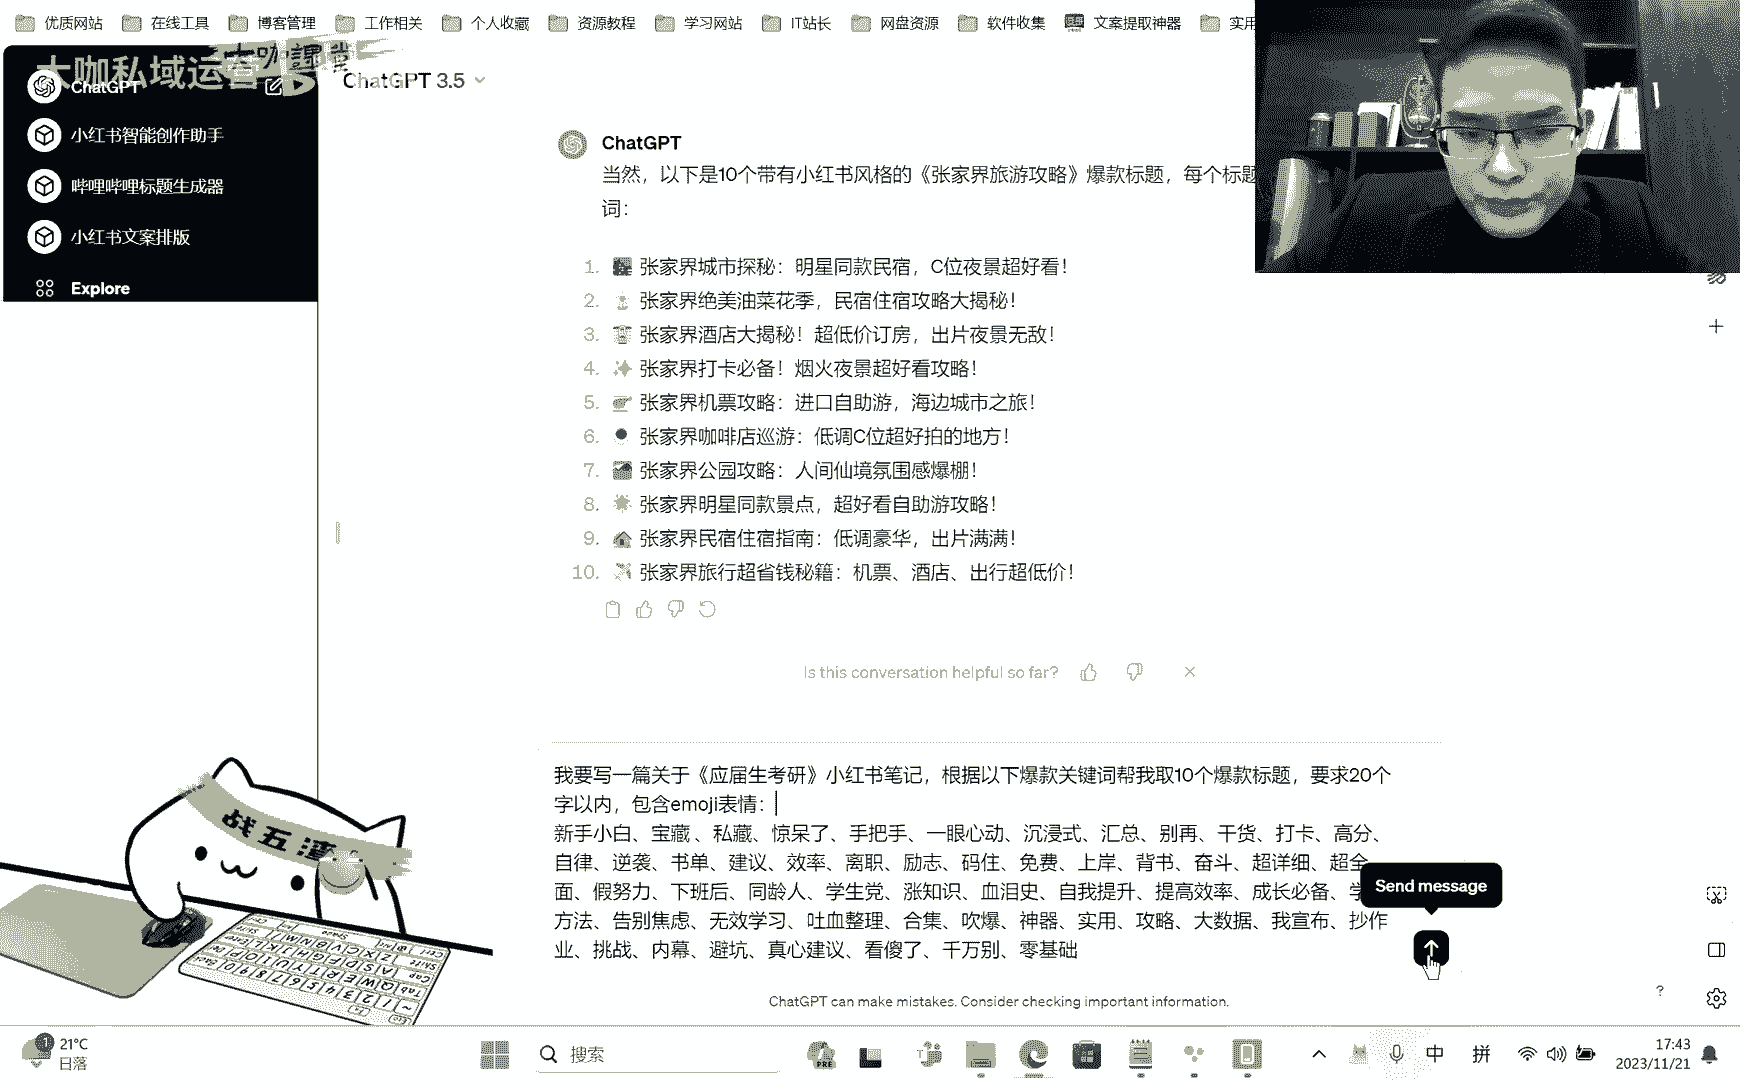 优质网站
在线工具
博客管理
工作相关
个人收藏
资源教程
学习网站
IT站长
网盘资源
软件收集
文案提取神器
实用
大咖私域运营
大咖課堂
ChatGPT
小红书智能创作助手
哔哩哔哩标题生成器
小红书文案排版
Explore
ChatGPT 3.5
ChatGPT
当然，以下是10个带有小红书风格的《张家界旅游攻略》爆款标题，每个标题
词：
1. 张家界城市探秘：明星同款民宿，C位夜景超好看！
2. 张家界绝美油菜花季，民宿住宿攻略大揭秘！
3. 张家界酒店大揭秘！超低价订房，出片夜景无敌！
4. 张家界打卡必备！烟火夜景超好看攻略！
5. 张家界机票攻略：进口自助游，海边城市之旅！
6. 张家界咖啡店巡游：低调C位超好拍的地方！
7. 张家界公园攻略：人间仙境氛围感爆棚！
8. 张家界明星同款景点，超好看自助游攻略！
9. 张家界民宿住宿指南：低调豪华，出片满满！
10. 张家界旅行超省钱秘籍：机票、酒店、出行超低价！
Is this conversation helpful so far?
我要写一篇关于《应届生考研》小红书笔记，根据以下爆款关键词帮我取10个爆款标题，要求20个
字以内，包含emoji表情：
新手小白、宝藏 、私藏、惊呆了、手把手、一眼心动、沉浸式、汇总、别再、干货、打卡、高分、
自律、逆袭、书单、建议、效率、离职、励志、码住、免费、上岸、背书、奋斗、超详细、超全
面、假努力、下班后、同龄人、学生党、涨知识、血泪史、自我提升、提高效率、成长必备、学
方法、告别焦虑、无效学习、吐血整理、合集、吹爆、神器、实用、攻略、大数据、我宣布、抄作
业、挑战、内幕、避坑、真心建议、看傻了、千万别、零基础
Send message
ChatGPT can make mistakes. Consider checking important information.
?
战五渣
1
21°C
日落
搜索
PRE
中
拼
17:43
2023/11/21